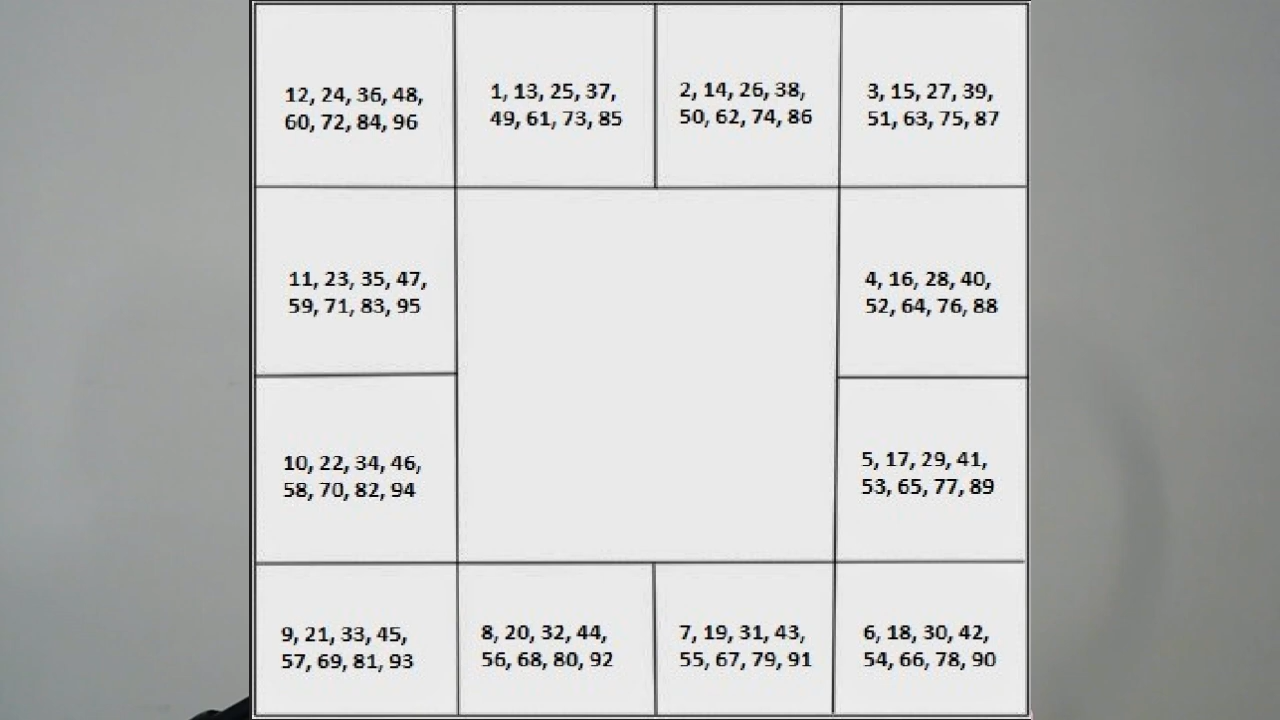 12, 24, 36, 48,
60, 72, 84, 96
1, 13, 25, 37,
49, 61, 73, 85
2, 14, 26, 38,
50, 62, 74, 86
3, 15, 27, 39,
51, 63, 75, 87
11, 23, 35, 47,
59, 71, 83, 95
4, 16, 28, 40,
52, 64, 76, 88
10, 22, 34, 46,
58, 70, 82, 94
5, 17, 29, 41,
53, 65, 77, 89
9, 21, 33, 45,
57, 69, 81, 93
8, 20, 32, 44,
56, 68, 80, 92
7, 19, 31, 43,
55, 67, 79, 91
6, 18, 30, 42,
54, 66, 78, 90